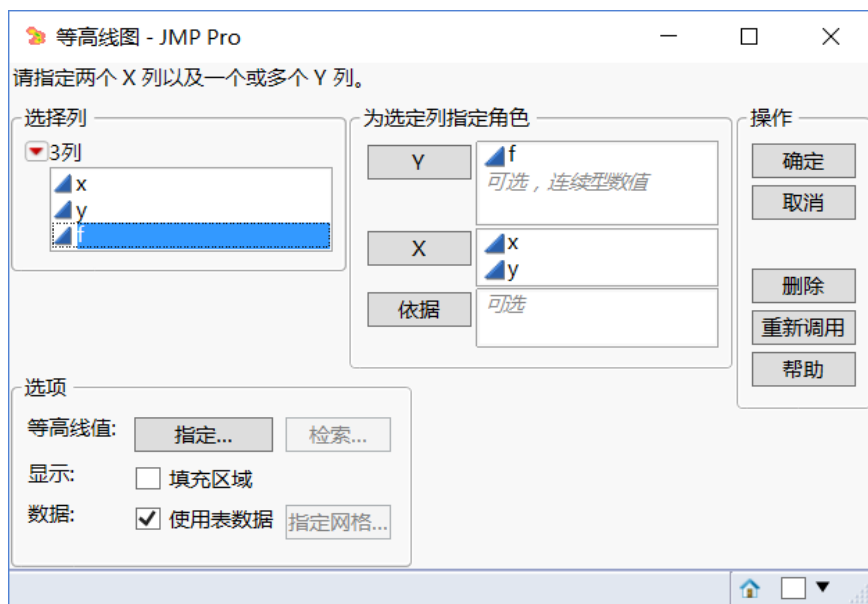 等高线图 - JMP Pro
请指定两个 X 列以及一个或多个 Y 列。
选择列
3列
x
y
f
为选定列指定角色
Y
f
可选，连续型数值
X
x
y
依据
可选
操作
确定
取消
删除
重新调用
帮助
选项
等高线值: 指定... 检索...
显示: 填充区域
数据: 使用表数据 指定网格...